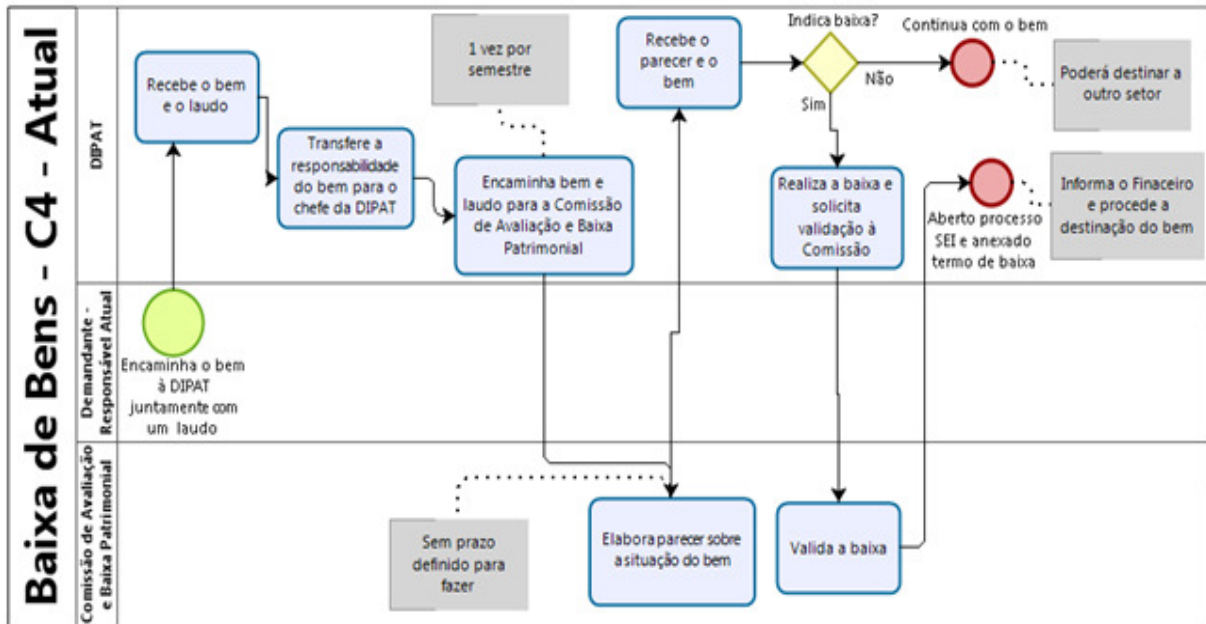 Baixa de Bens - C4 - Atual
DIPAT
Recebe o bem
e o laudo
Transfere a
responsabilidade
do bem para o
chefe da DIPAT
1 vez por
semestre
Encaminha bem e
laudo para a Comissão
de Avaliação e Baixa
Patrimonial
Recebe o
parecer e o
bem
Indica baixa?
Não
Sim
Continua com o bem
Poderá destinar a
outro setor
Realiza a baixa e
solicita
validação à
Comissão
Aberto processo
SEI e anexado
termo de baixa
Informa o Finaceiro
e procede a
destinação do bem
Demandante -
Responsável Atual
Encaminha o bem
à DIPAT
juntamente com
um laudo
Comissão de Avaliação
e Baixa Patrimonial
Sem prazo
definido para
fazer
Elabora parecer sobre
a situação do bem
Valida a baixa